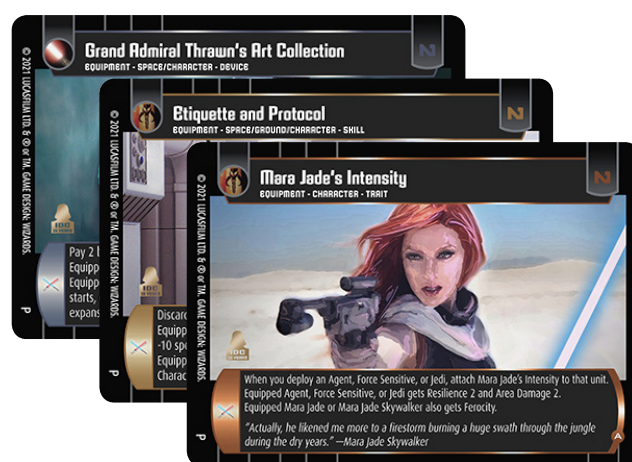 Grand Admiral Thrawn's Art Collection
EQUIPMENT - SPACE/CHARACTER - DEVICE
N
© 2021 LUCASFILM LTD. & ® or TM. GAME DESIGN: WIZARDS.
IDC
Pay 2
Equipp
Equipp
starts,
expans
P
Etiquette and Protocol
EQUIPMENT - SPACE/GROUND/CHARACTER - SKILL
N
© 2021 LUCASFILM LTD. & ® or TM. GAME DESIGN: WIZARDS.
IDC
Discar
Equipp
-10 spe
Equipp
Charac
P
Mara Jade's Intensity
EQUIPMENT - CHARACTER - TRAIT
N
© 2021 LUCASFILM LTD. & ® or TM. GAME DESIGN: WIZARDS.
IDC
When you deploy an Agent, Force Sensitive, or Jedi, attach Mara Jade's Intensity to that unit.
Equipped Agent, Force Sensitive, or Jedi gets Resilience 2 and Area Damage 2.
Equipped Mara Jade or Mara Jade Skywalker also gets Ferocity.
"Actually, he likened me more to a firestorm burning a huge swath through the jungle
during the dry years." —Mara Jade Skywalker
A
P